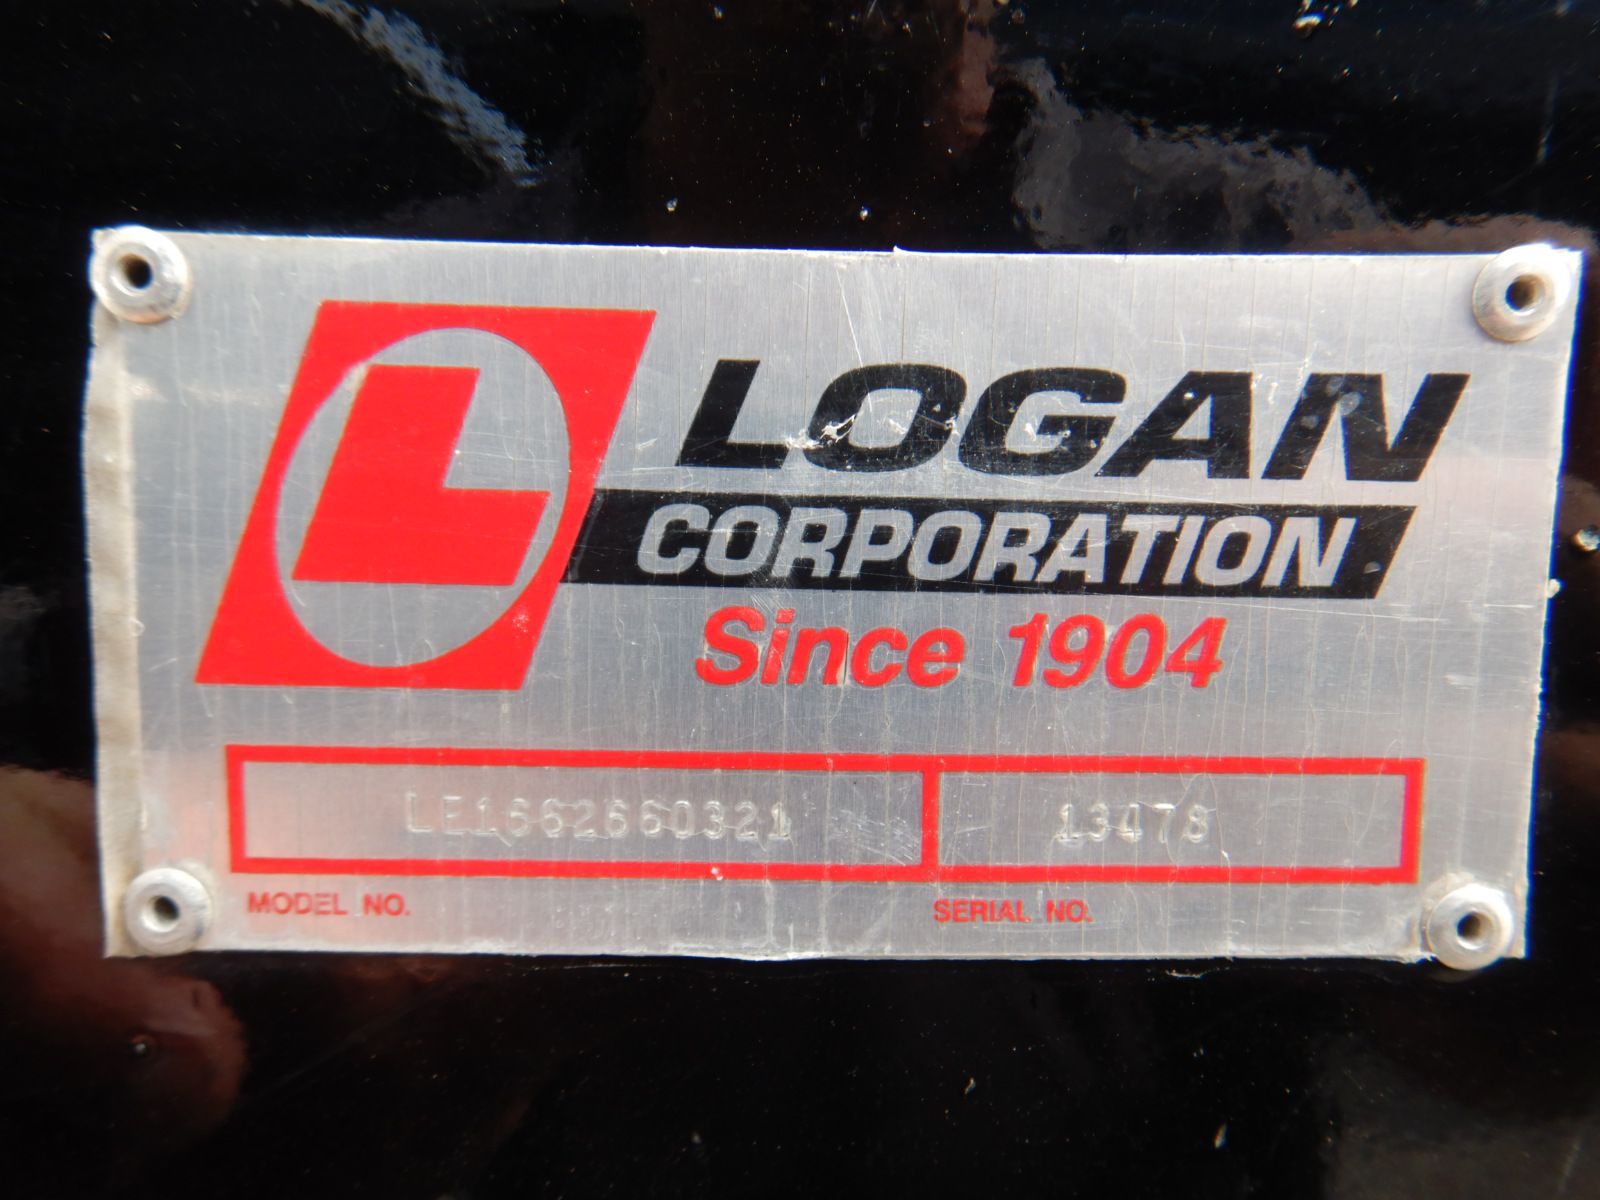 L
LOGAN
CORPORATION
Since 1904
LE1662660321 13478
MODEL NO. SERIAL NO.